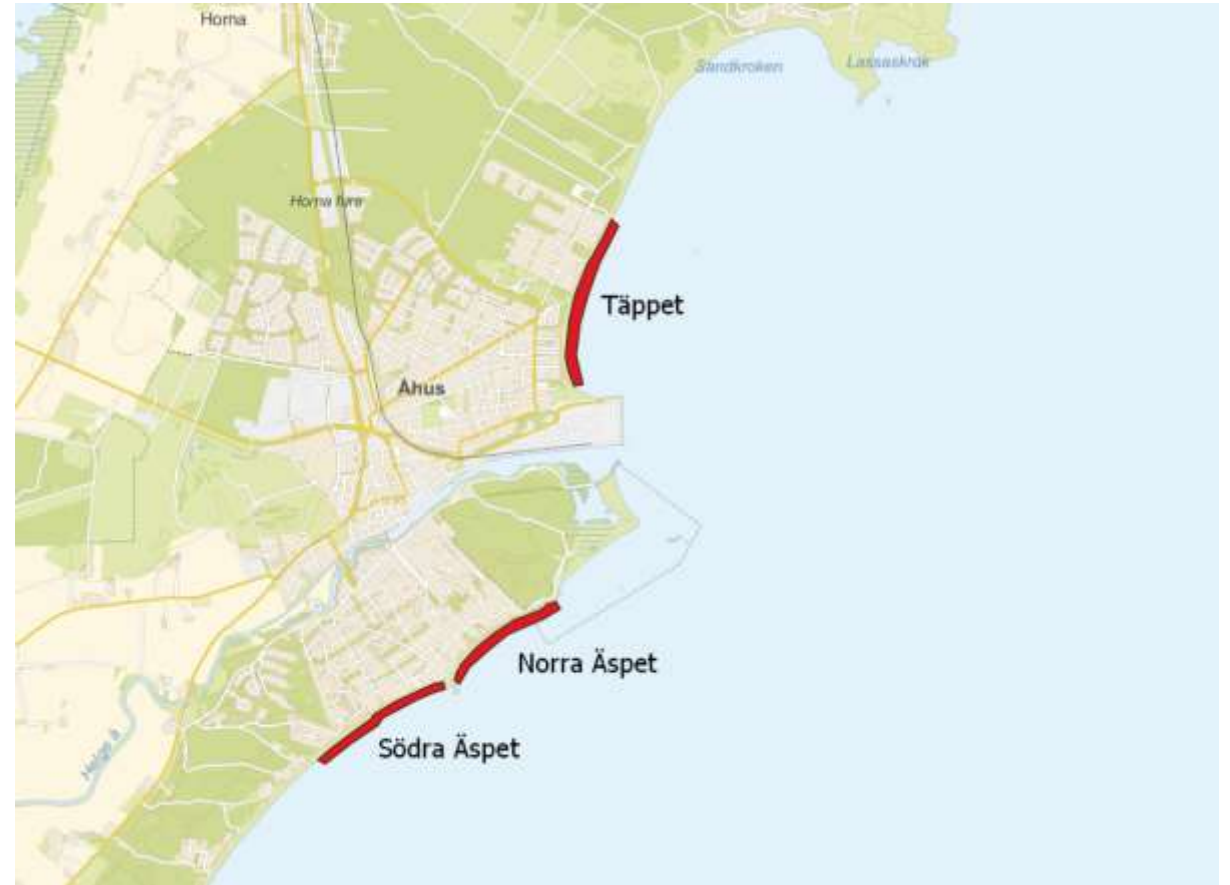 Horna
Sandkroken
Lassaskrok
Horna fure
Täppet
Åhus
Norra Äspet
Södra Äspet
Helge å